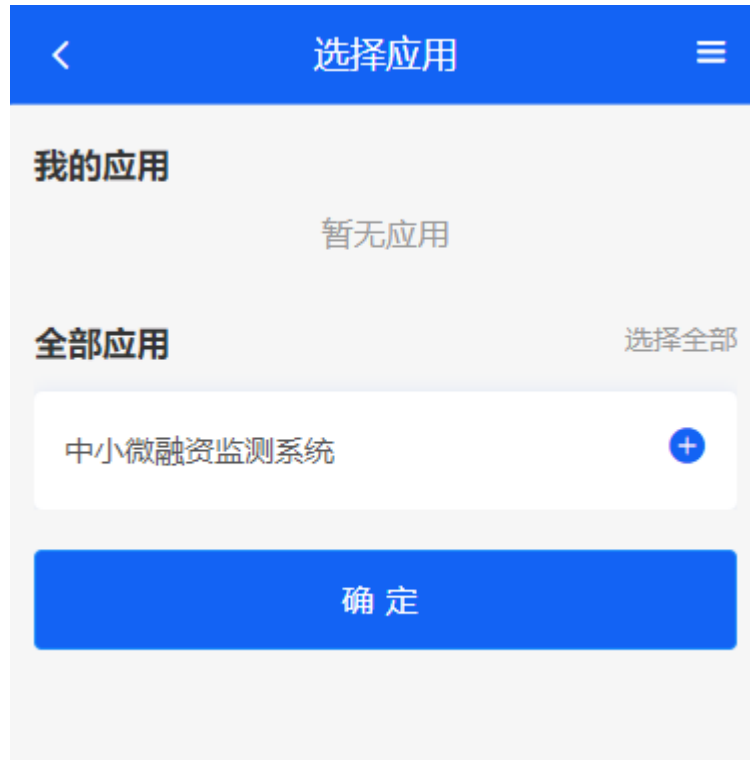 选择应用
我的应用
暂无应用
全部应用
选择全部
中小微融资监测系统
确 定